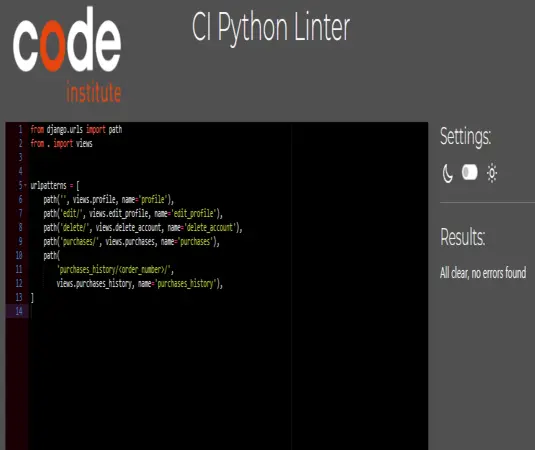 code
institute
CI Python Linter
1 from django.urls import path
2 from . import views
3
4
5 urlpatterns = [
6     path('', views.profile, name='profile'),
7     path('edit/', views.edit_profile, name='edit_profile'),
8     path('delete/', views.delete_account, name='delete_account'),
9     path('purchases/', views.purchases, name='purchases'),
10     path(
11         'purchases_history/<order_number>/',
12         views.purchases_history, name='purchases_history'),
13 ]
14
Settings:
Results:
All clear, no errors found